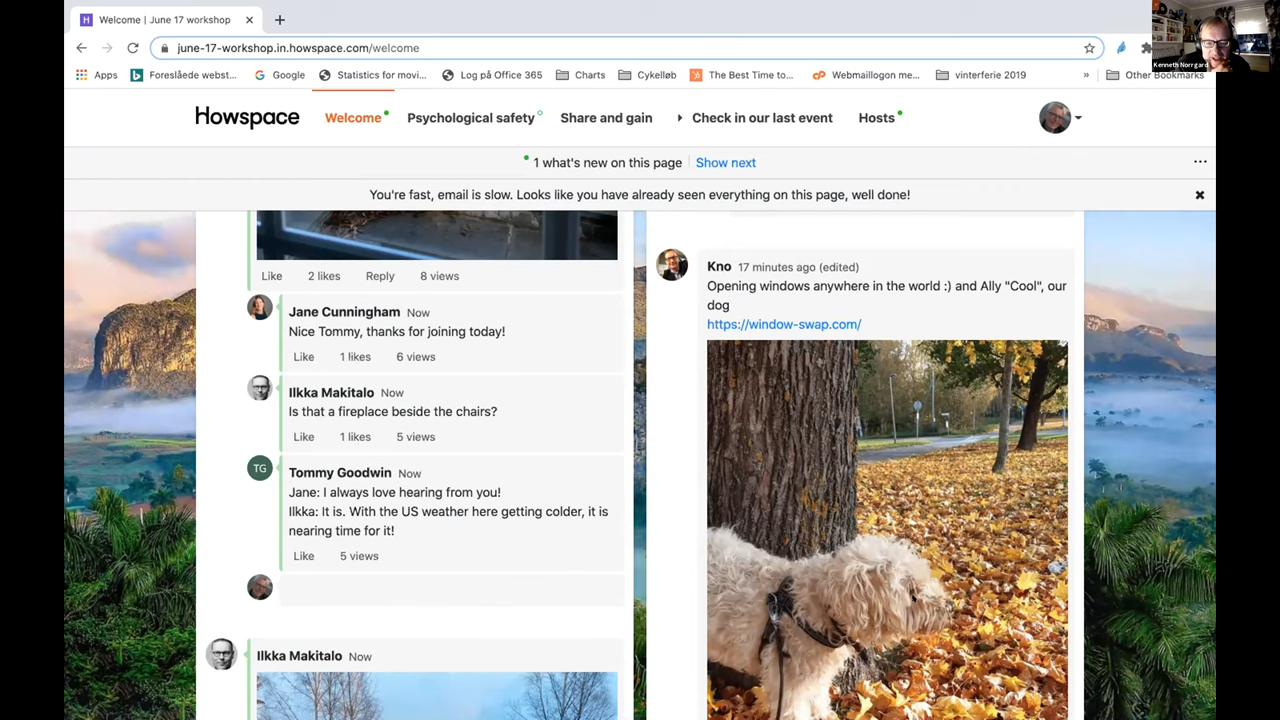 Welcome | June 17 workshop
june-17-workshop.in.howspace.com/welcome
Kenneth Norrgard
Apps
Foreslåede webst...
Google
Statistics for movi...
Log på Office 365
Charts
Cykelløb
The Best Time to...
Webmaillogon me...
vinterferie 2019
»
Other Bookmarks
Howspace
Welcome
Psychological safety
Share and gain
Check in our last event
Hosts
1 what's new on this page
Show next
You're fast, email is slow. Looks like you have already seen everything on this page, well done!
Like 2 likes Reply 8 views
Jane Cunningham Now
Nice Tommy, thanks for joining today!
Like 1 likes 6 views
Ilkka Makitalo Now
Is that a fireplace beside the chairs?
Like 1 likes 5 views
TG
Tommy Goodwin Now
Jane: I always love hearing from you!
Ilkka: It is. With the US weather here getting colder, it is
nearing time for it!
Like 5 views
Ilkka Makitalo Now
Kno 17 minutes ago (edited)
Opening windows anywhere in the world :) and Ally "Cool", our
dog
https://window-swap.com/